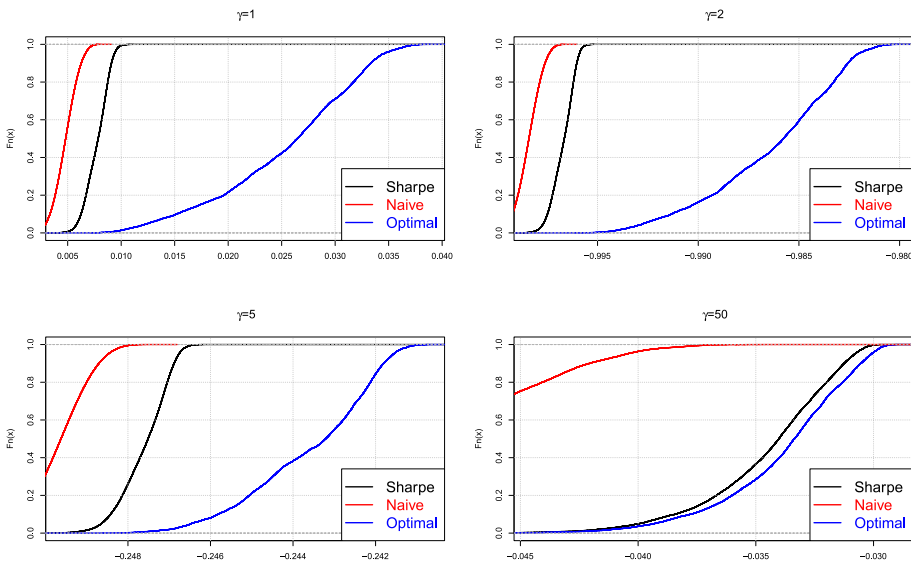 γ=1
Fn(x)
0.0 0.2 0.4 0.6 0.8 1.0
Sharpe
Naive
Optimal
0.005 0.010 0.015 0.020 0.025 0.030 0.035 0.040
γ=2
Fn(x)
0.0 0.2 0.4 0.6 0.8 1.0
Sharpe
Naive
Optimal
−0.995 −0.990 −0.985 −0.980
γ=5
Fn(x)
0.0 0.2 0.4 0.6 0.8 1.0
Sharpe
Naive
Optimal
−0.248 −0.246 −0.244 −0.242
γ=50
Fn(x)
0.0 0.2 0.4 0.6 0.8 1.0
Sharpe
Naive
Optimal
−0.045 −0.040 −0.035 −0.030